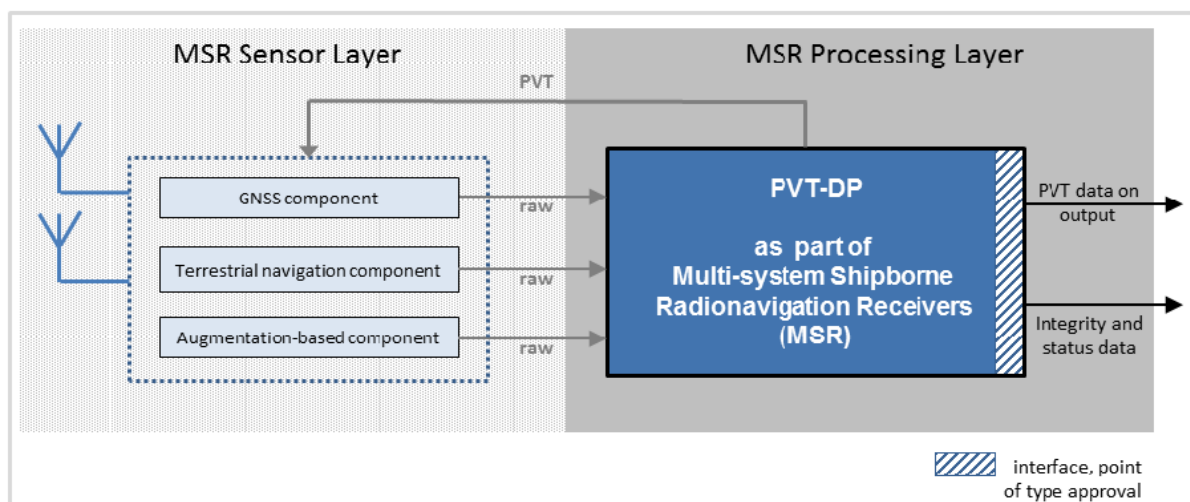 MSR Sensor Layer
MSR Processing Layer
PVT
GNSS component
raw
Terrestrial navigation component
raw
Augmentation-based component
raw
PVT-DP
as part of
Multi-system Shipborne
Radionavigation Receivers
(MSR)
PVT data on
output
Integrity and
status data
interface, point
of type approval